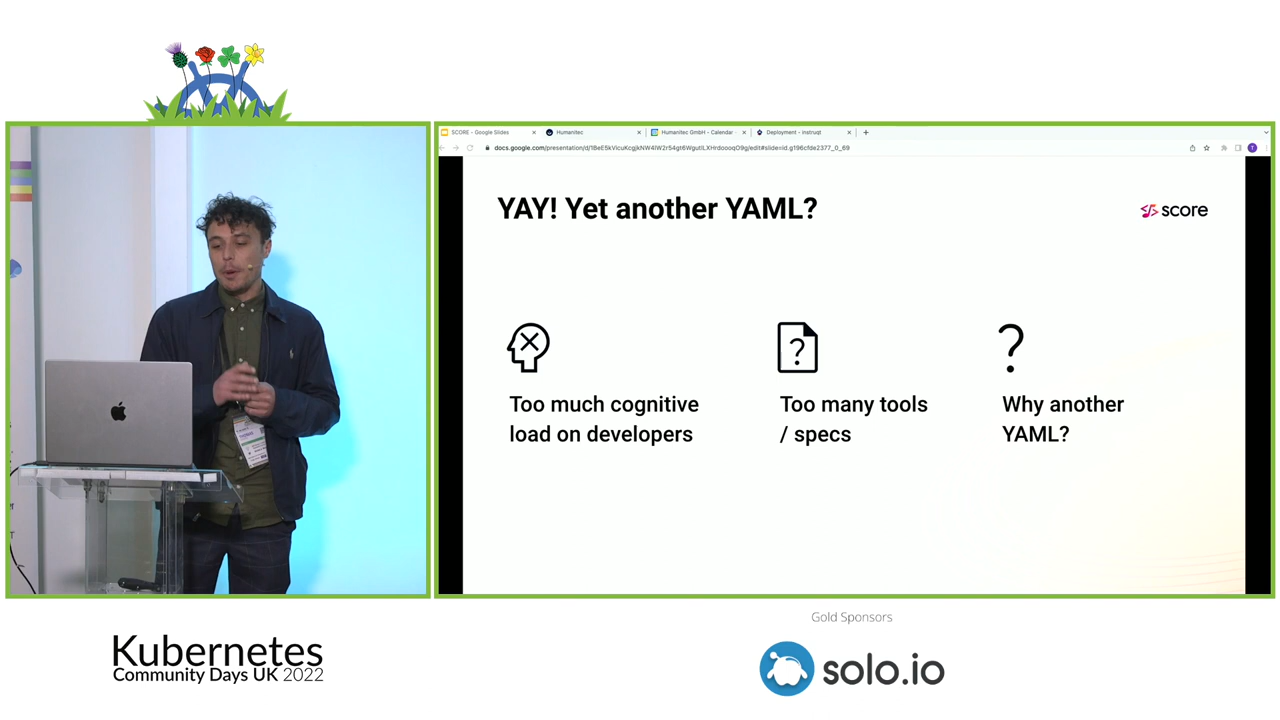 SCORE - Google Slides
Humanitec
Humanitec GmbH - Calendar -
Deployment - Instruqt
T
YAY! Yet another YAML?
score
Too much cognitive
load on developers
Too many tools
/ specs
Why another
YAML?
Gold Sponsors
Kubernetes
Community Days UK 2022
solo.io